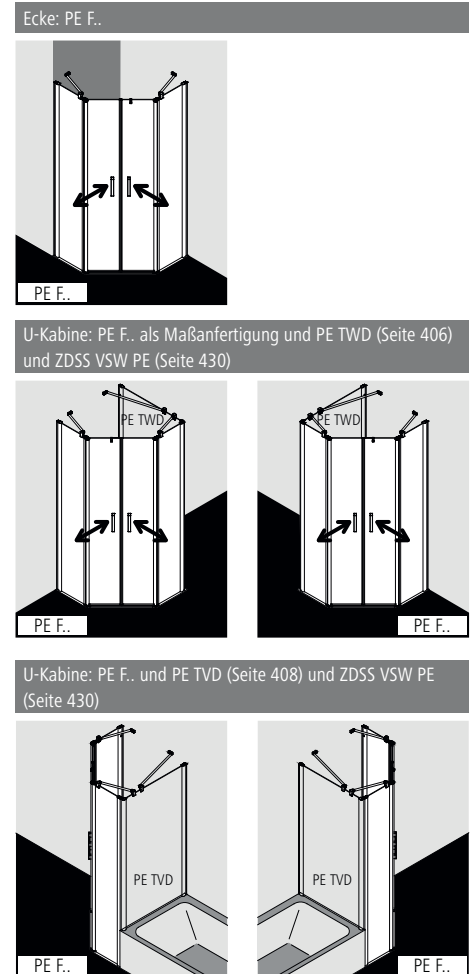 Ecke: PE F..
PE F..
U-Kabine: PE F.. als Maßanfertigung und PE TWD (Seite 406)
und ZDSS VSW PE (Seite 430)
PE TWD
PE TWD
PE F..
PE F..
U-Kabine: PE F.. und PE TVD (Seite 408) und ZDSS VSW PE
(Seite 430)
PE TVD
PE TVD
PE F..
PE F..